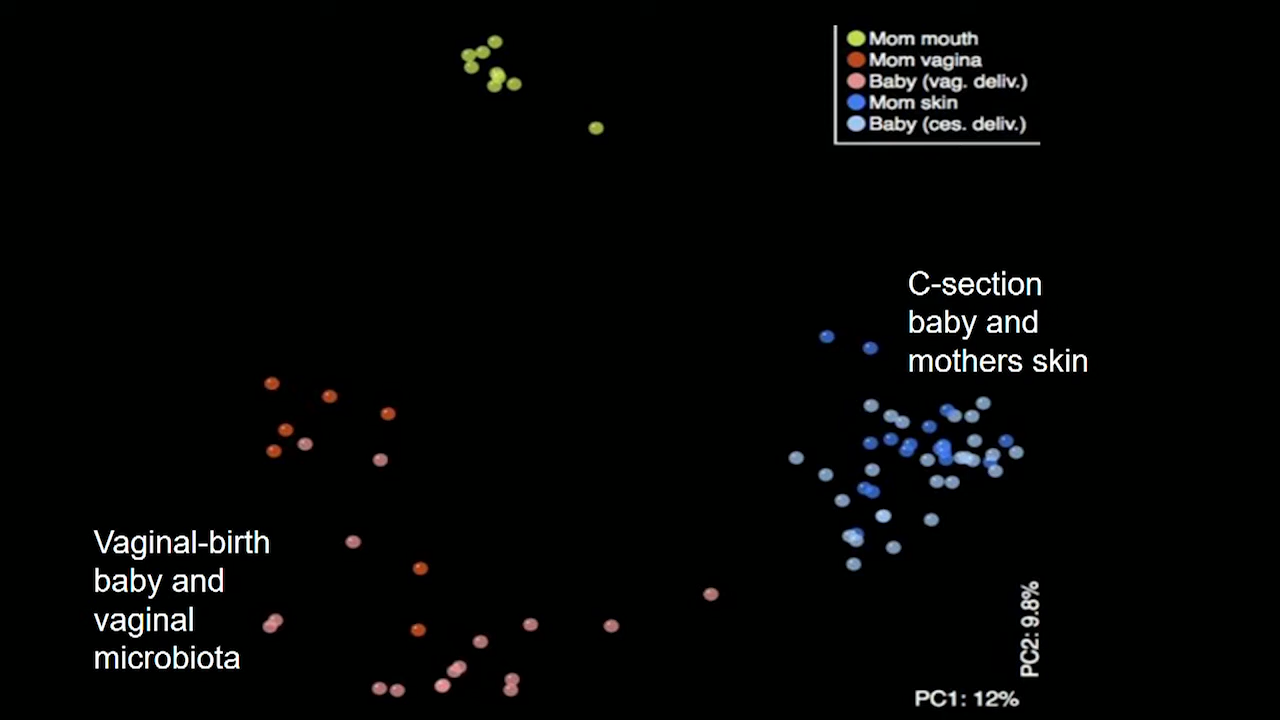 Mom mouth
Mom vagina
Baby (vag. deliv.)
Mom skin
Baby (ces. deliv.)
C-section
baby and
mothers skin
Vaginal-birth
baby and
vaginal
microbiota
PC2: 9.8%
PC1: 12%